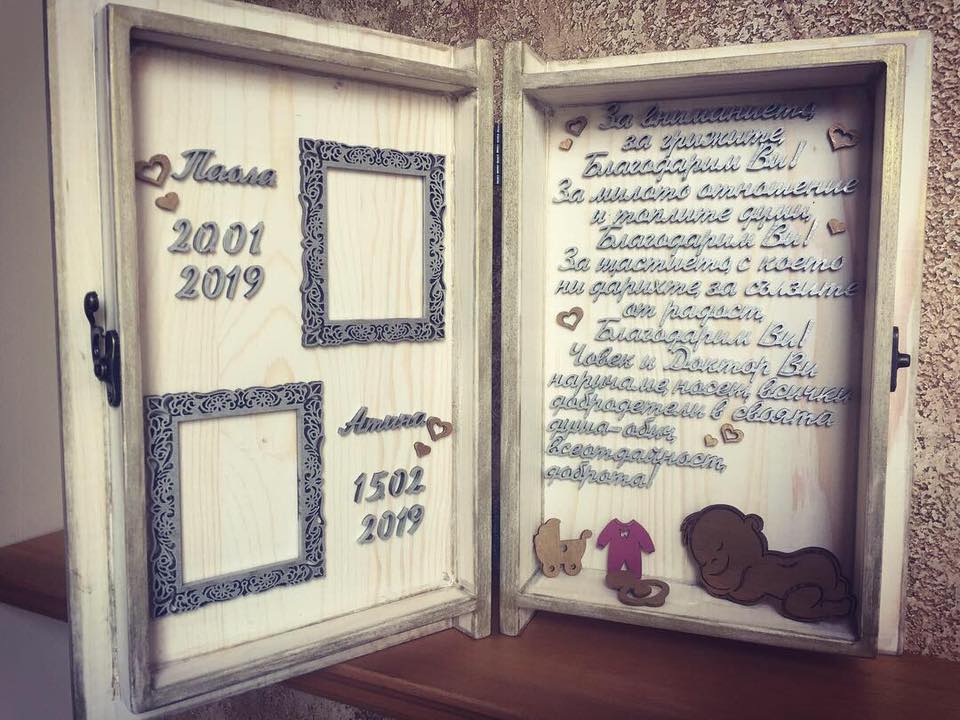 Паола
20.01
2019
Атина
15.02
2019
За вниманието,
за грижите,
Благодарим Ви!
За милото отношение
и топлите думи,
Благодарим Ви!
За щастието, с което
ни дарихте, за сълзите
от радост,
Благодарим Ви!
Човек и Доктор Ви
наричаме, носещ всички
добродетели в своята
душа-обич,
всеотдайност,
доброта!